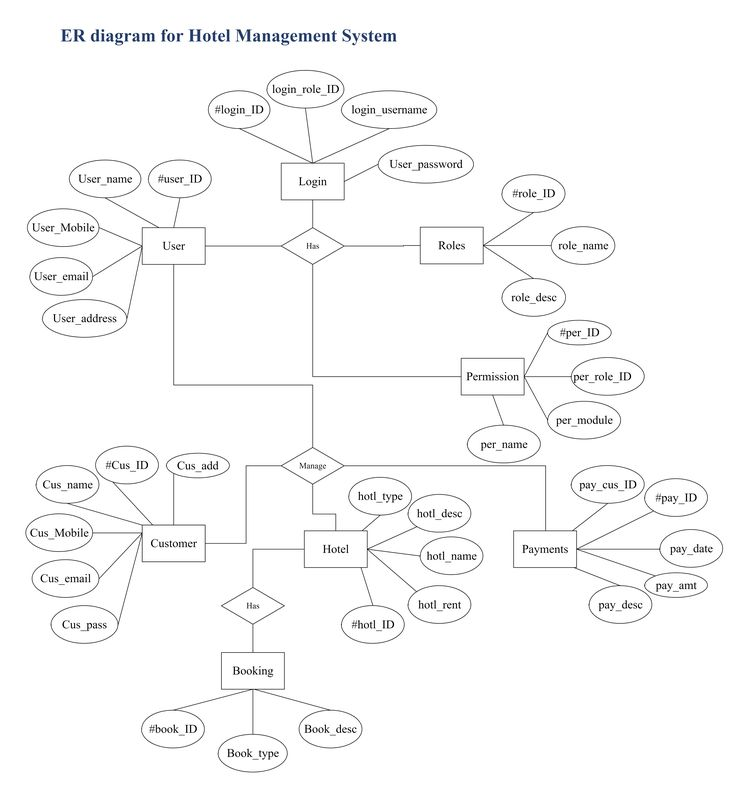 ER diagram for Hotel Management System
login_role_ID
#login_ID
login_username
User_password
Login
User_name
#user_ID
User_Mobile
User
User_email
User_address
Has
Roles
#role_ID
role_name
role_desc
#per_ID
Permission
per_role_ID
per_module
per_name
Manage
#Cus_ID
Cus_add
Cus_name
Cus_Mobile
Customer
Cus_email
Cus_pass
hotl_type
hotl_desc
Hotel
hotl_name
hotl_rent
#hotl_ID
pay_cus_ID
#pay_ID
Payments
pay_date
pay_amt
pay_desc
Has
Booking
#book_ID
Book_type
Book_desc